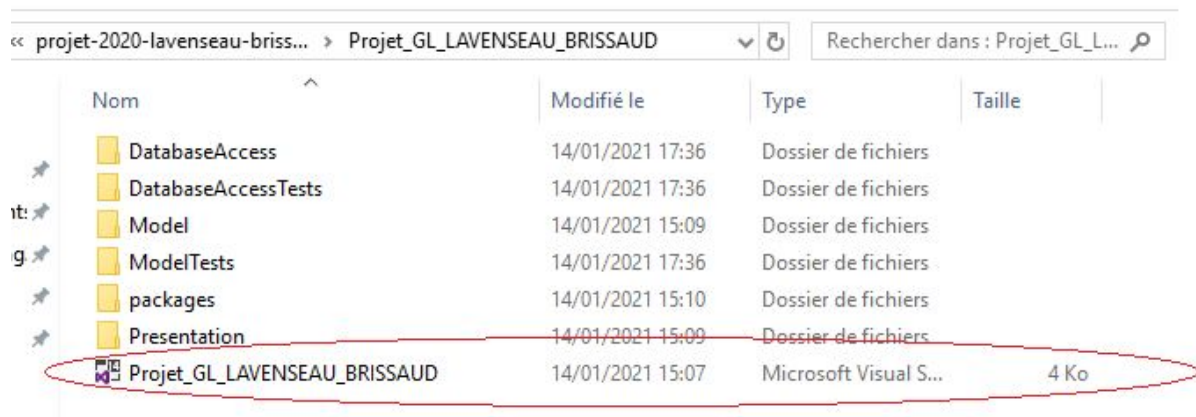 « projet-2020-lavenseau-briss... > Projet_GL_LAVENSEAU_BRISSAUD Rechercher dans : Projet_GL_L...
Nom Modifié le Type Taille
DatabaseAccess 14/01/2021 17:36 Dossier de fichiers
DatabaseAccessTests 14/01/2021 17:36 Dossier de fichiers
Model 14/01/2021 15:09 Dossier de fichiers
ModelTests 14/01/2021 17:36 Dossier de fichiers
packages 14/01/2021 15:10 Dossier de fichiers
Presentation 14/01/2021 15:09 Dossier de fichiers
Projet_GL_LAVENSEAU_BRISSAUD 14/01/2021 15:07 Microsoft Visual S... 4 Ko